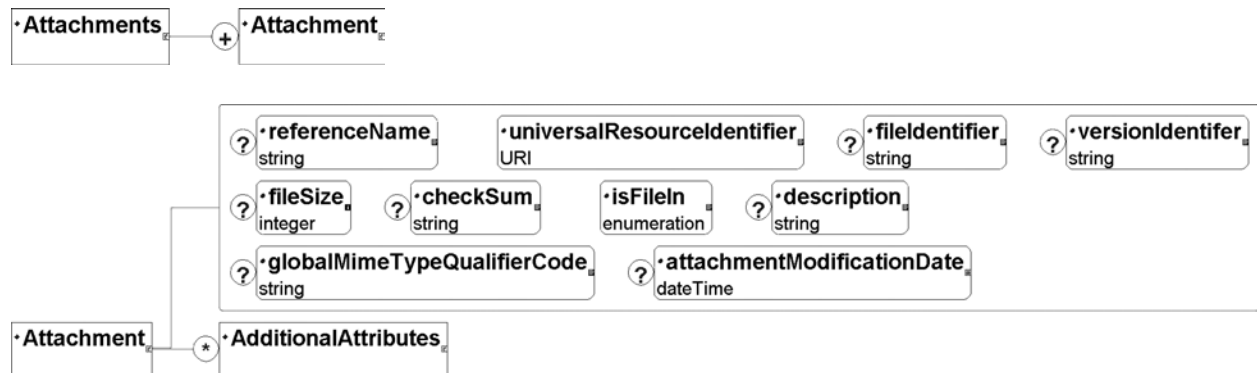 Attachments + Attachment
? referenceName universalResourceIdentifier ? fileIdentifier ? versionIdentifer
string URI string string
? fileSize ? checkSum isFileIn ? description
integer string enumeration string
? globalMimeTypeQualifierCode ? attachmentModificationDate
string dateTime
Attachment * AdditionalAttributes